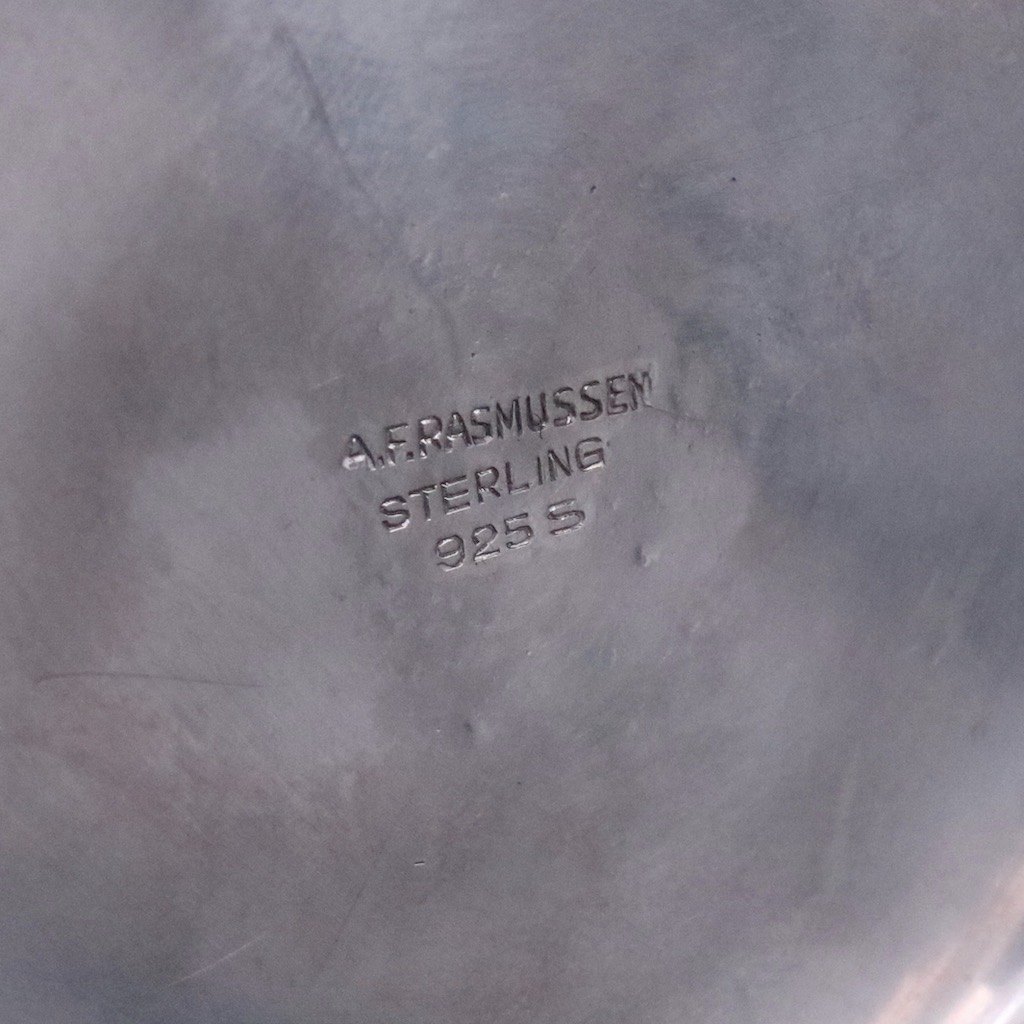 A.F.RASMUSSEN
STERLING
925 S